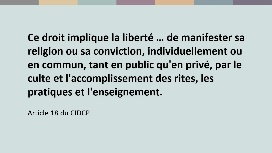 Ce droit implique la liberté ... de manifester sa
religion ou sa conviction, individuellement ou
en commun, tant en public qu'en privé, par le
culte et l'accomplissement des rites, les
pratiques et l'enseignement.
Article 18 du CIDCP